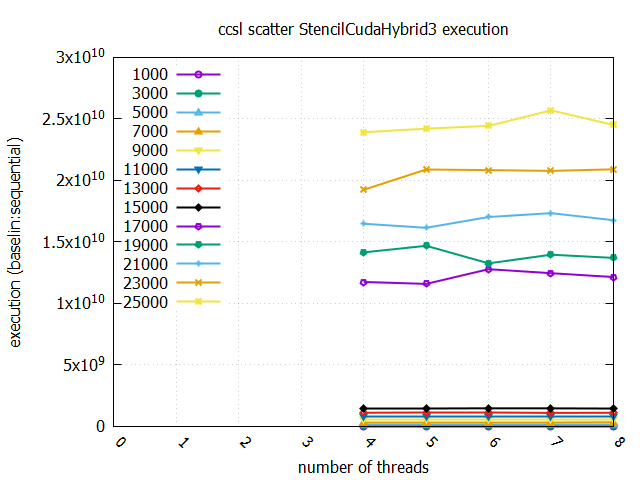 ccsl scatter StencilCudaHybrid3 execution
3x10^10
2.5x10^10
2x10^10
1.5x10^10
1x10^10
5x10^9
0
execution (baselin:sequential)
1000
3000
5000
7000
9000
11000
13000
15000
17000
19000
21000
23000
25000
0 1 2 3 4 5 6 7 8
number of threads